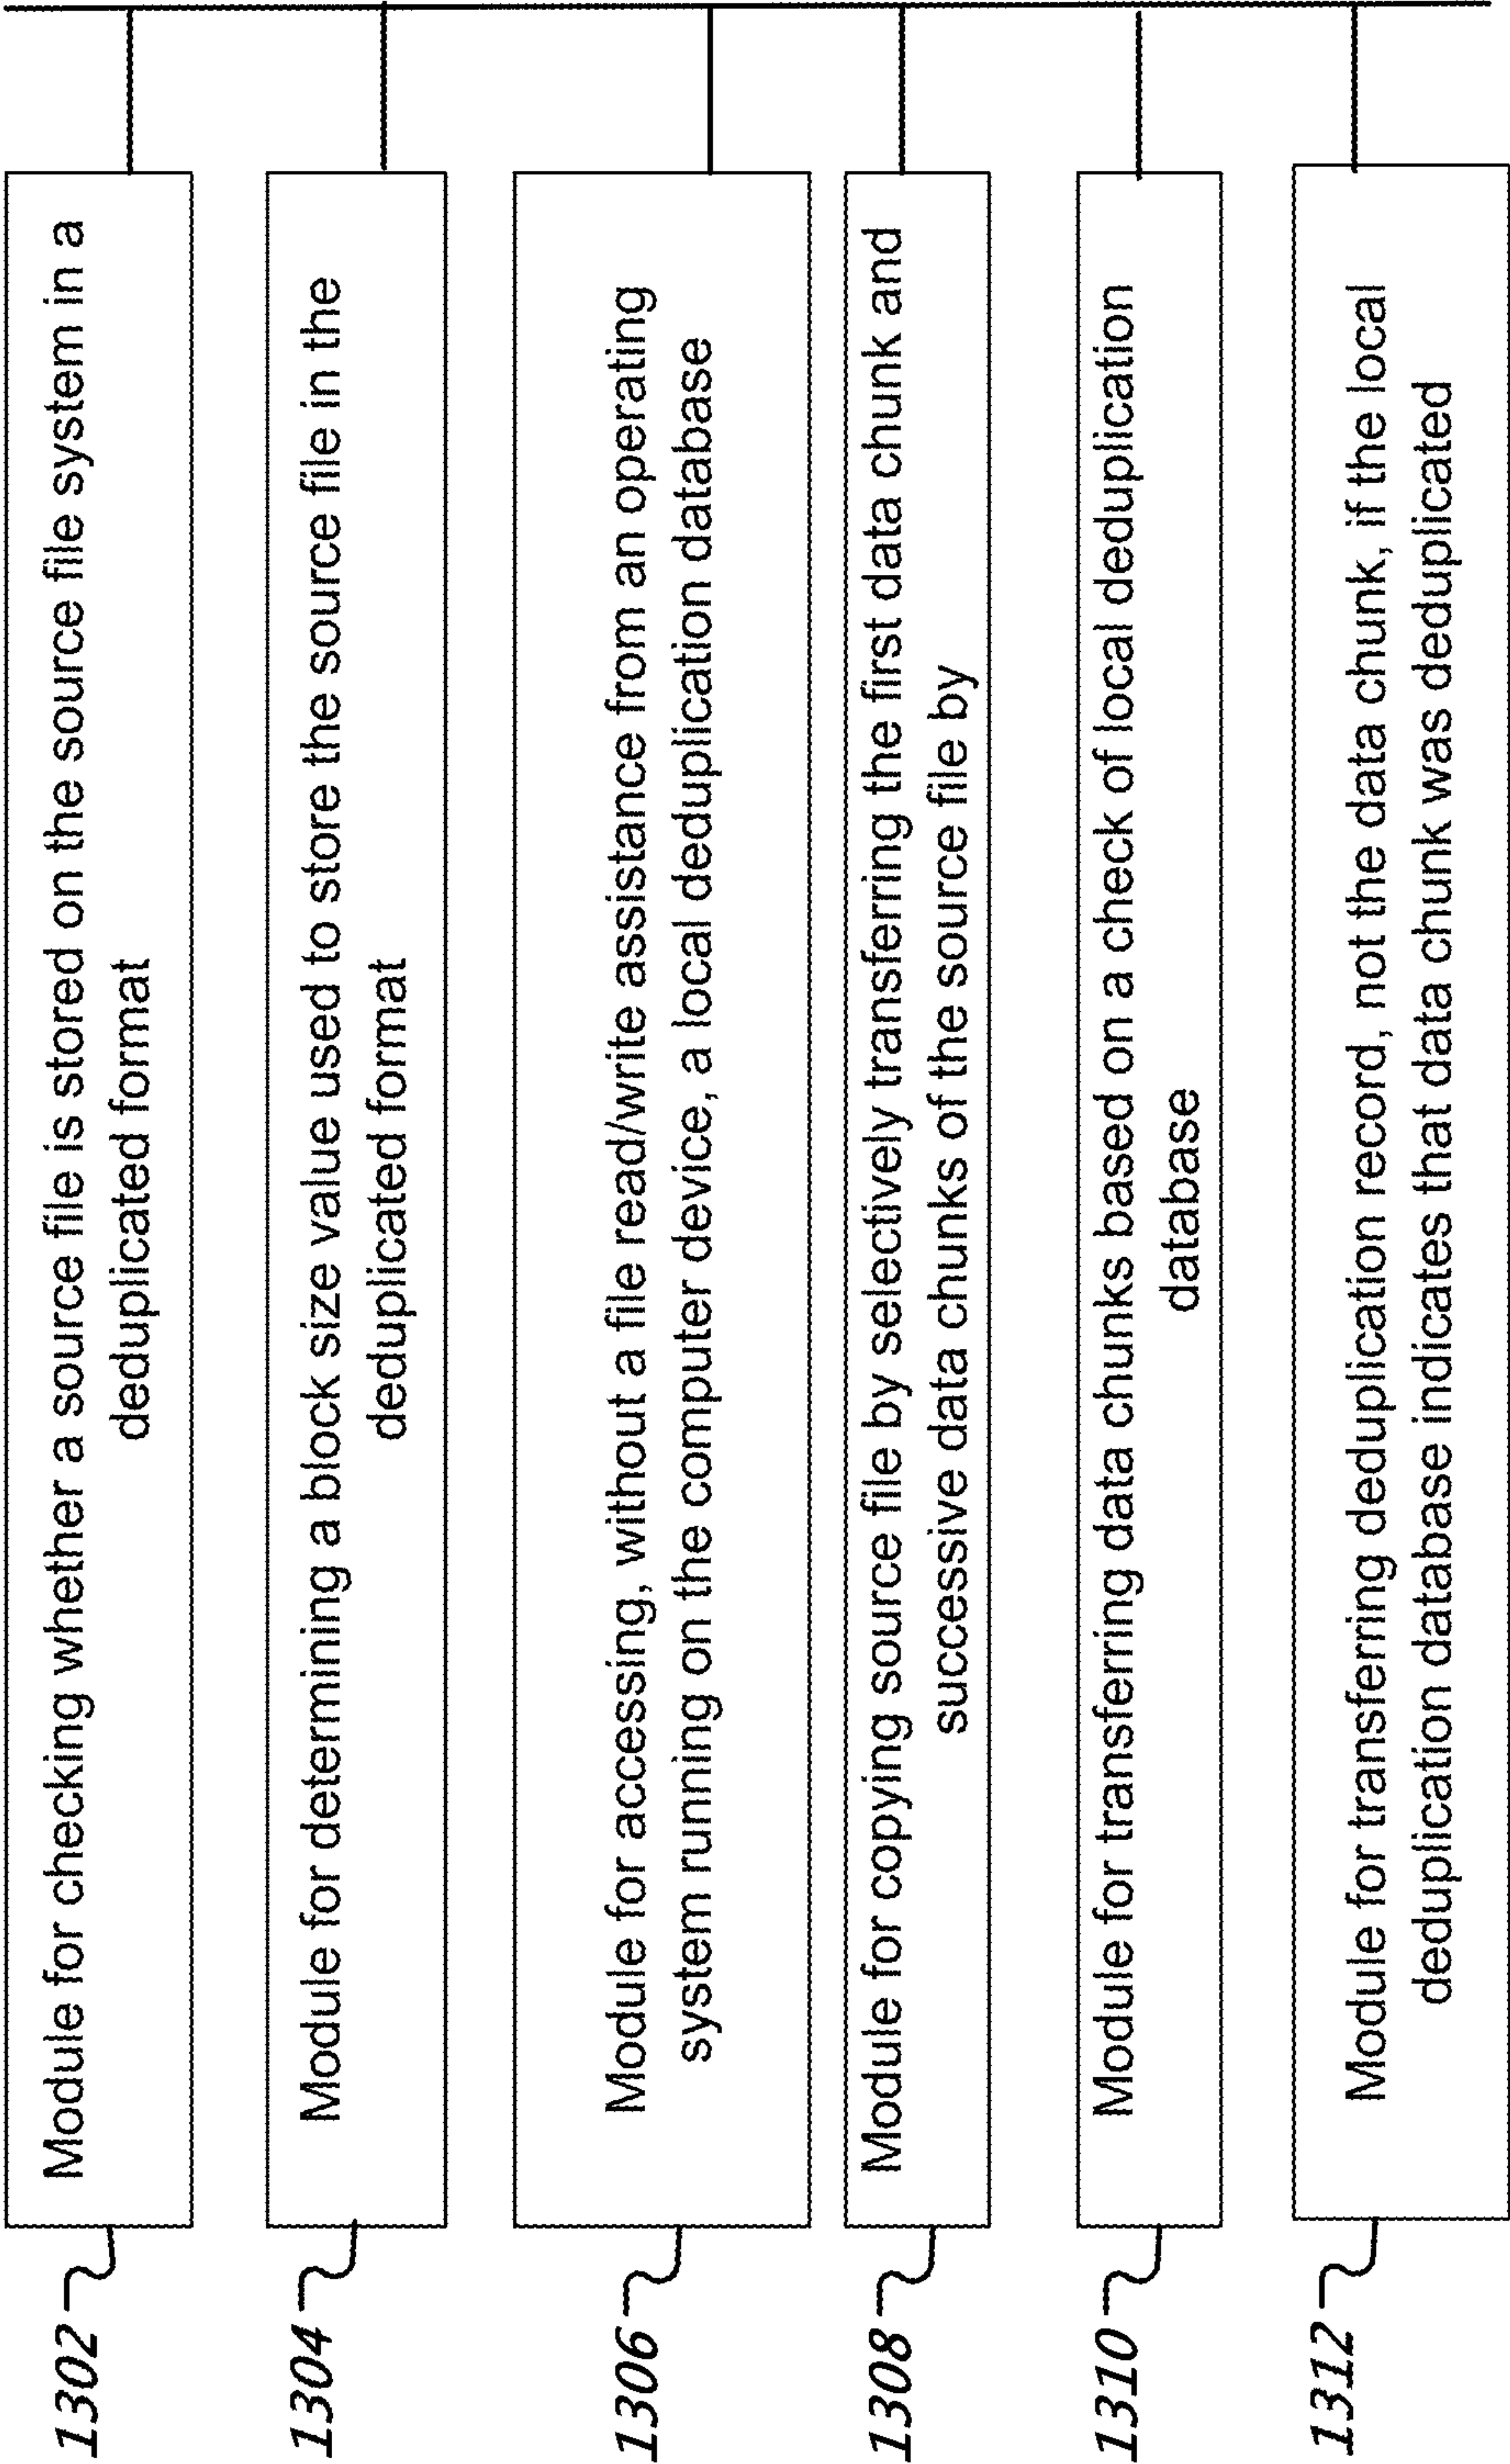 1302
Module for checking whether a source file is stored on the source file system in a
deduplicated format
1304
Module for determining a block size value used to store the source file in the
deduplicated format
1306
Module for accessing, without a file read/write assistance from an operating
system running on the computer device, a local deduplication database
1308
Module for copying source file by selectively transferring the first data chunk and
successive data chunks of the source file by
1310
Module for transferring data chunks based on a check of local deduplication
database
1312
Module for transferring deduplication record, not the data chunk, if the local
deduplication database indicates that data chunk was deduplicated